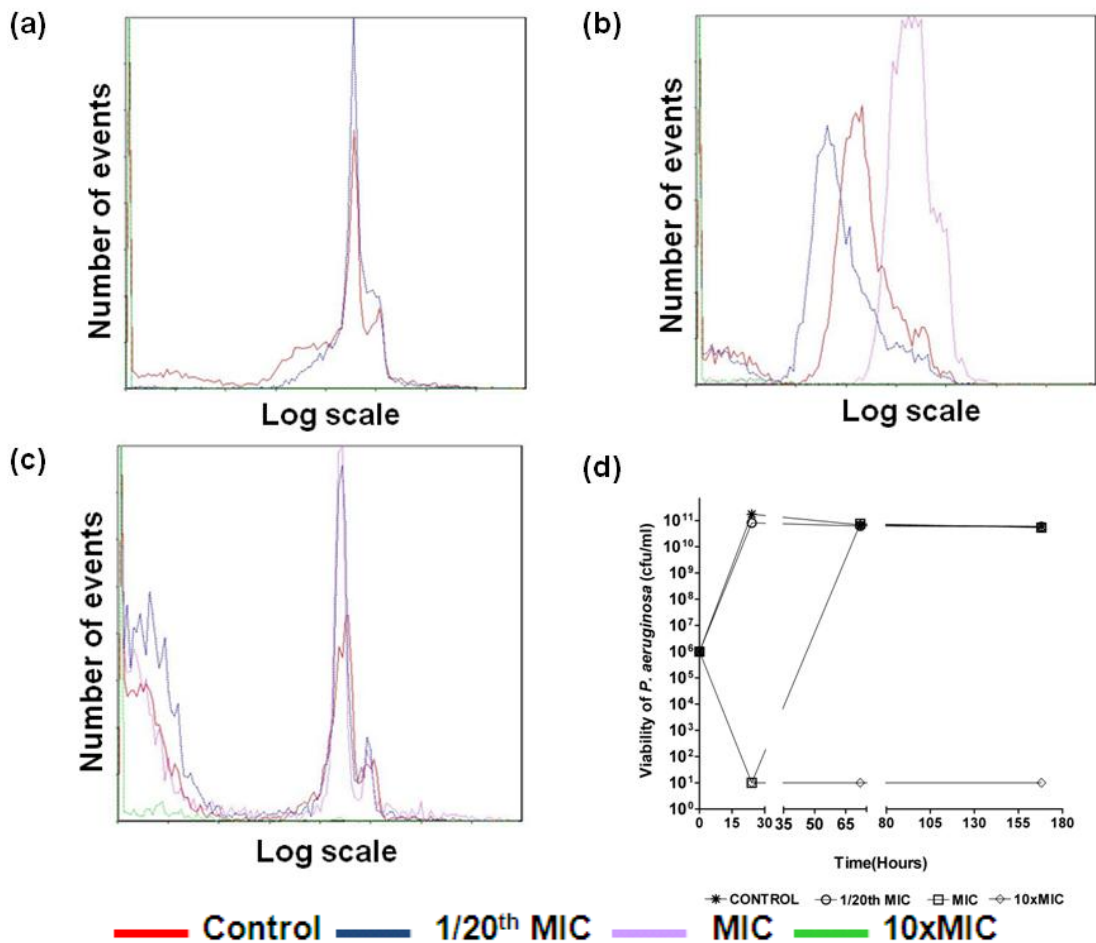 (a)
Number of events
Log scale
(b)
Number of events
Log scale
(c)
Number of events
Log scale
(d)
Viability of P. aeruginosa (cfu/ml)
10¹¹
10¹⁰
10⁹
10⁸
10⁷
10⁶
10⁵
10⁴
10³
10²
10¹
10⁰
0 15 30 35 50 65 80 105 130 155 180
Time(Hours)
CONTROL 1/20th MIC MIC 10xMIC
Control 1/20ᵗʰ MIC MIC 10xMIC